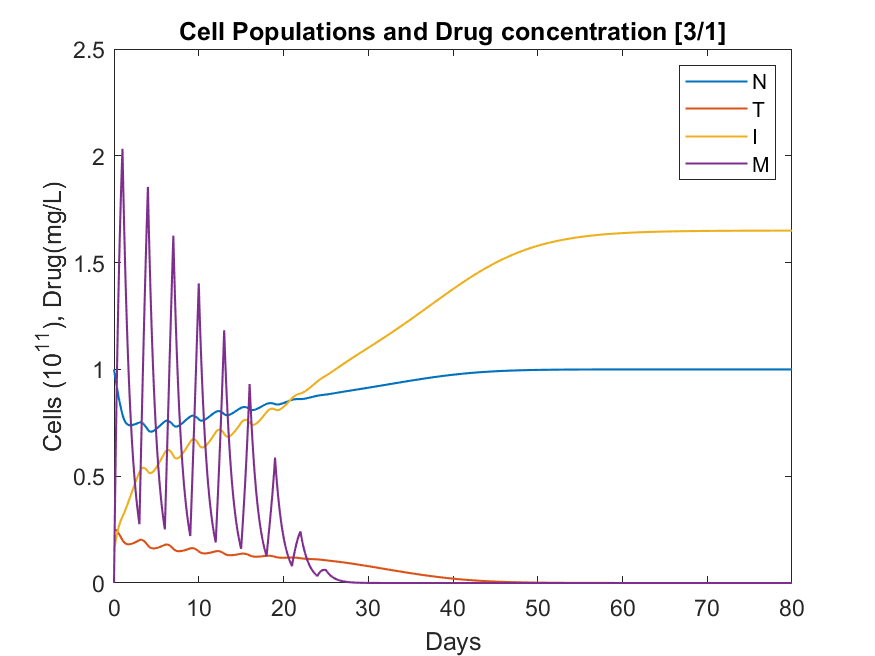 Cell Populations and Drug concentration [3/1]
2.5
2
1.5
1
0.5
0
Cells (10^11), Drug(mg/L)
N
T
I
M
0 10 20 30 40 50 60 70 80
Days